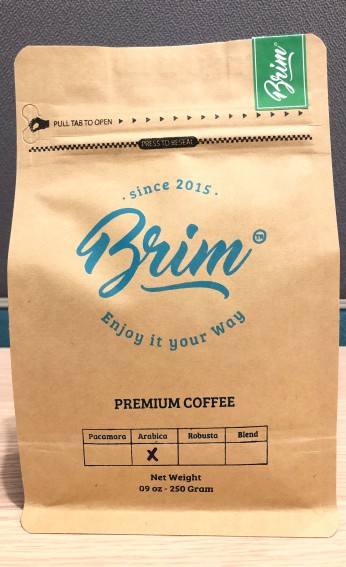 Brim
PULL TAB TO OPEN
PRESS TO RESEAL
· since 2015 ·
Brim TM
Enjoy it your Way
PREMIUM COFFEE
Pacamara Arabica Robusta Blend
X
Net Weight
09 oz - 250 Gram